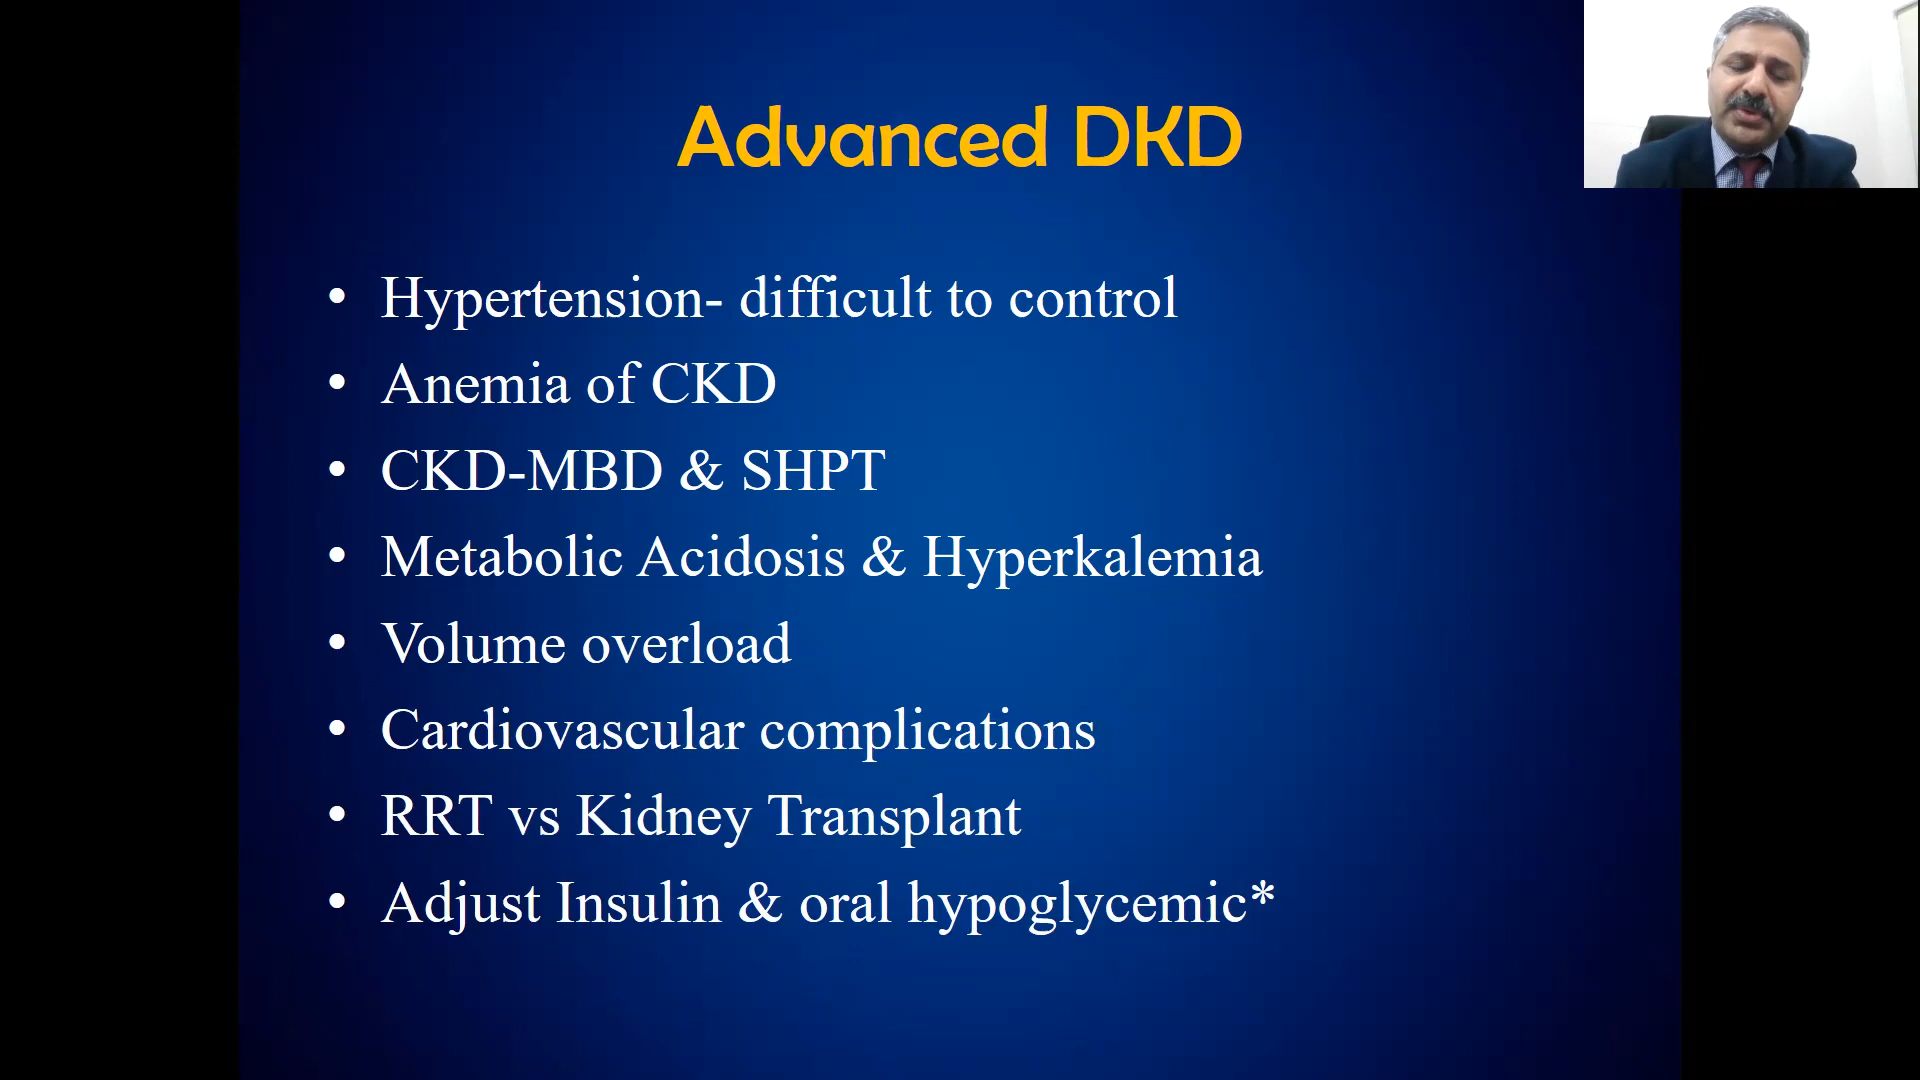 Advanced DKD
• Hypertension- difficult to control
• Anemia of CKD
• CKD-MBD & SHPT
• Metabolic Acidosis & Hyperkalemia
• Volume overload
• Cardiovascular complications
• RRT vs Kidney Transplant
• Adjust Insulin & oral hypoglycemic*